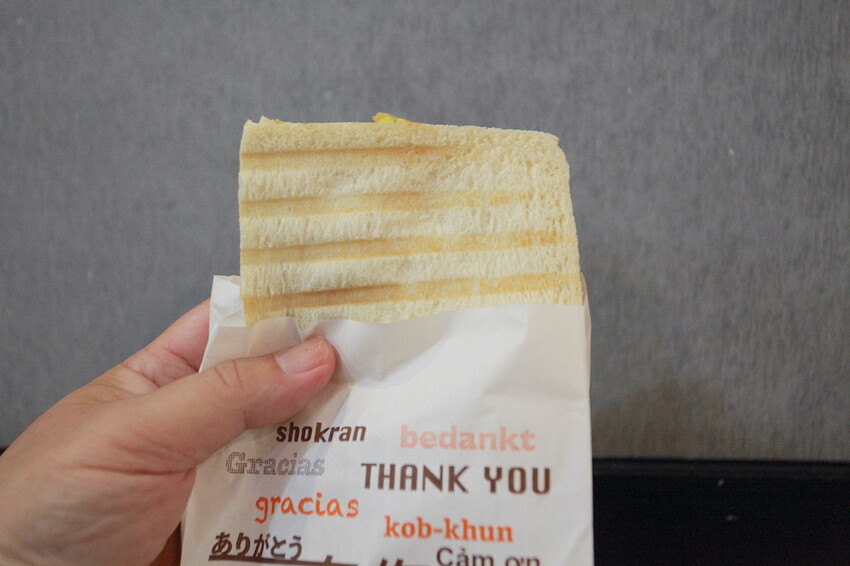 shokran bedankt
Gracias THANK YOU
gracias kob-khun
ありがとう Cảm ơn